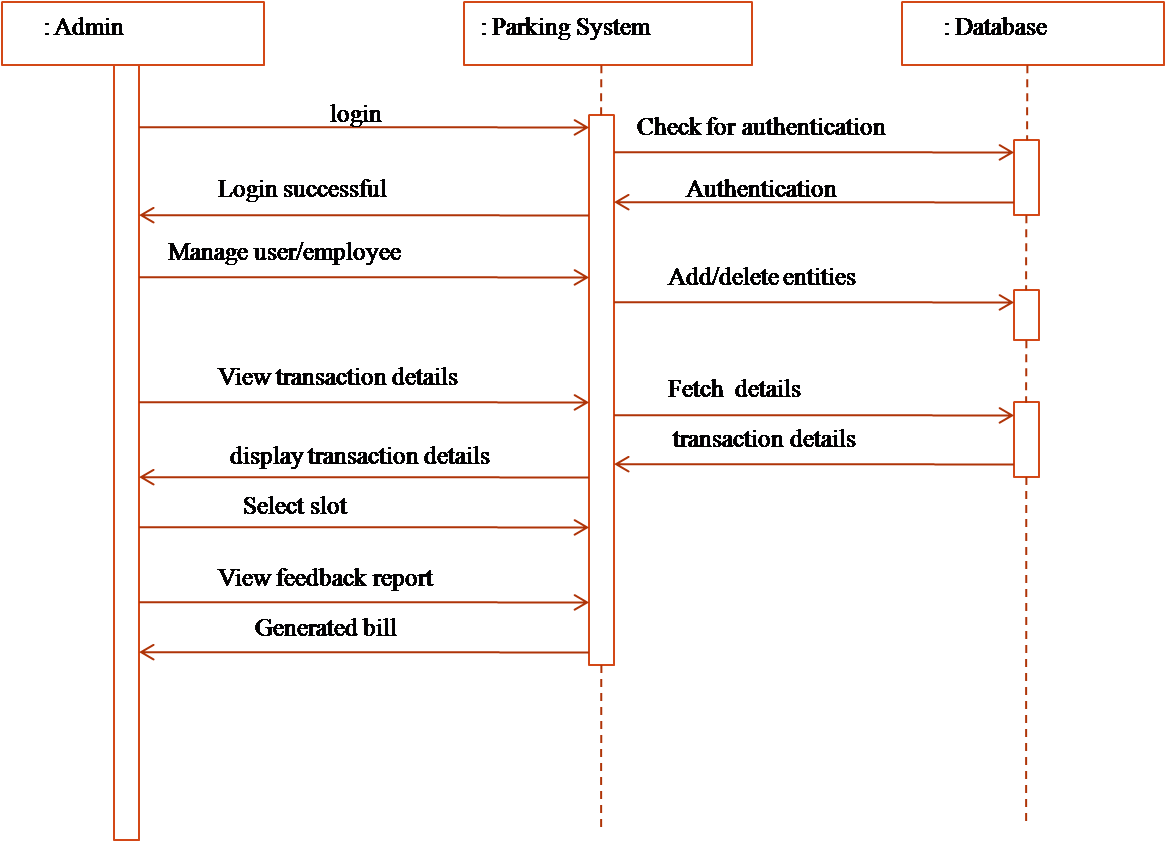 : Admin
: Parking System
: Database
login
Check for authentication
Login successful
Authentication
Manage user/employee
Add/delete entities
View transaction details
Fetch  details
transaction details
display transaction details
Select slot
View feedback report
Generated bill